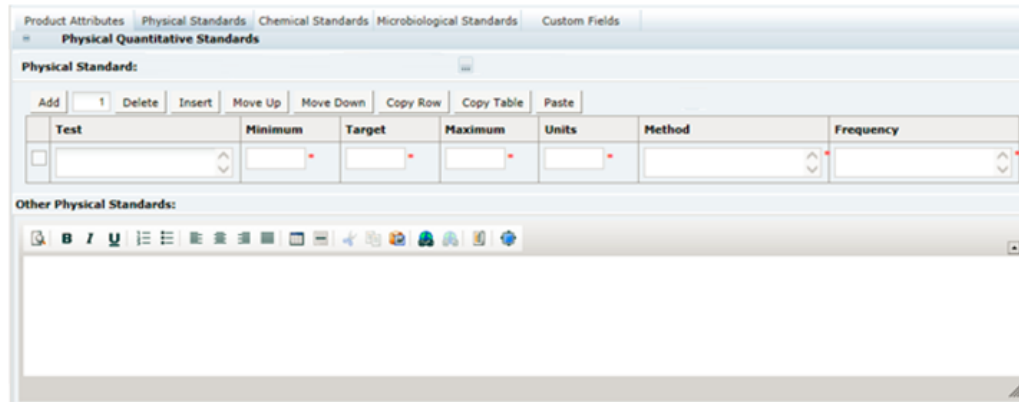 Product Attributes Physical Standards Chemical Standards Microbiological Standards Custom Fields
Physical Quantitative Standards
Physical Standard: ...
Add 1 Delete Insert Move Up Move Down Copy Row Copy Table Paste
Test Minimum Target Maximum Units Method Frequency
* * * * * *
Other Physical Standards:
B I U